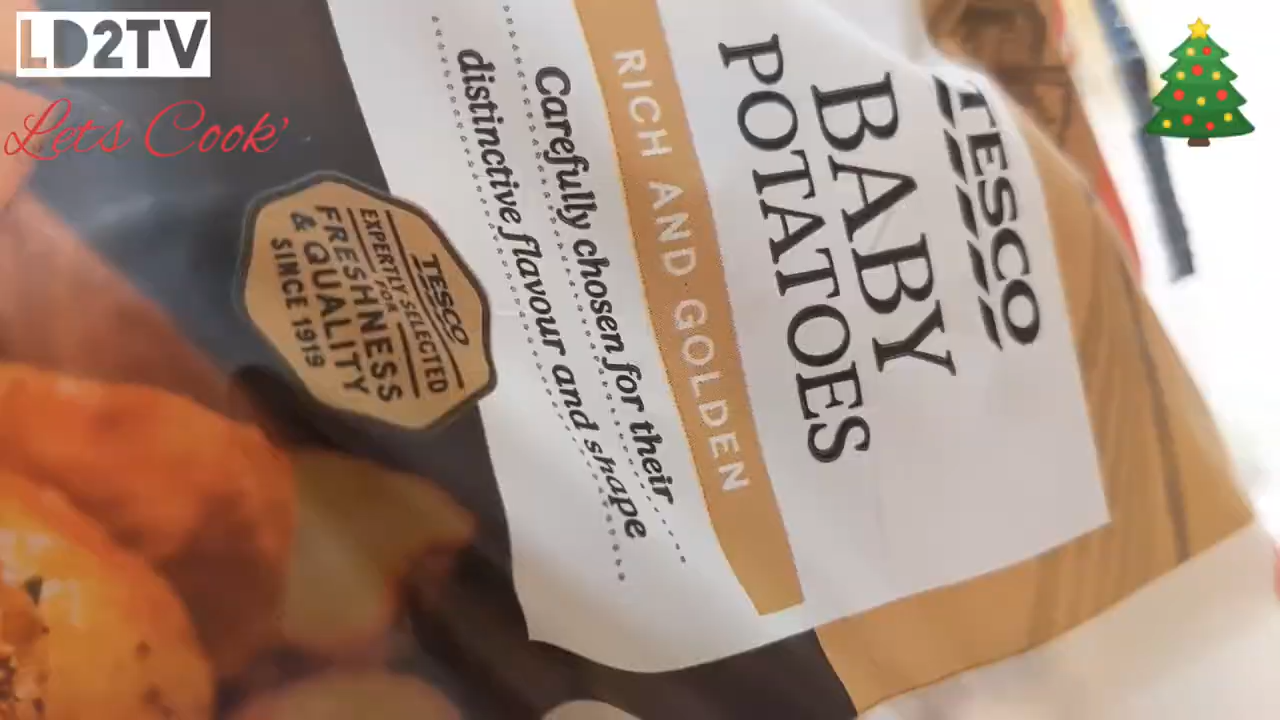 LD2TV
Lets Cook'
TESCO
BABY
POTATOES
RICH AND GOLDEN
Carefully chosen for their
distinctive flavour and shape
TESCO
EXPERTLY SELECTED
FOR
FRESHNESS
& QUALITY
SINCE 1919